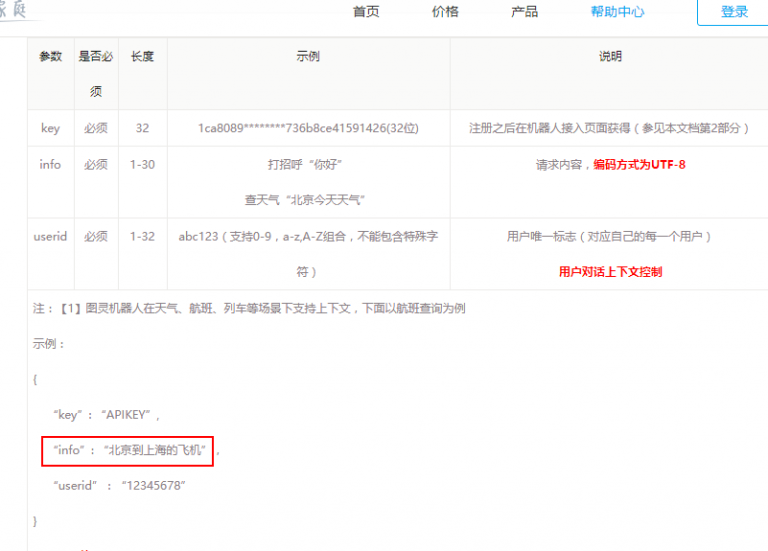 家庭
首页 价格 产品 帮助中心 登录
参数 是否必须 长度 示例 说明
key 必须 32 1ca8089********736b8ce41591426(32位) 注册之后在机器人接入页面获得（参见本文档第2部分）
info 必须 1-30 打招呼“你好” 请求内容，编码方式为UTF-8
查天气“北京今天天气”
userid 必须 1-32 abc123（支持0-9，a-z,A-Z组合，不能包含特殊字符） 用户唯一标志（对应自己的每一个用户）
用户对话上下文控制
注：【1】图灵机器人在天气、航班、列车等场景下支持上下文，下面以航班查询为例
示例：
{
“key”：“APIKEY”，
“info”：“北京到上海的飞机”，
“userid” ：“12345678”
}